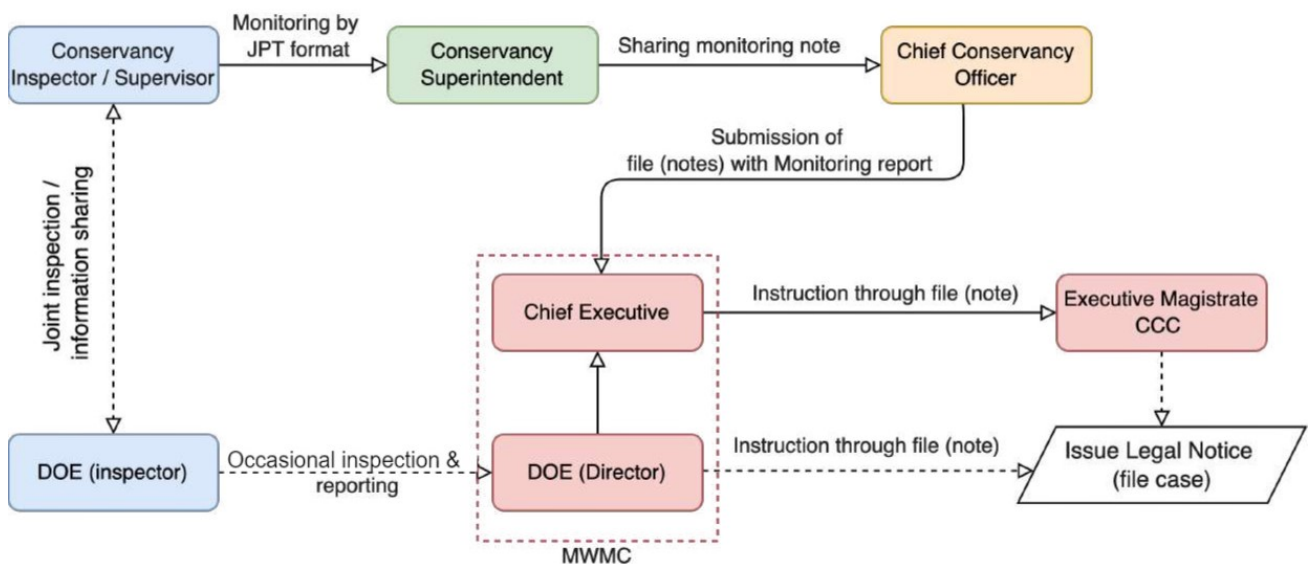 Monitoring by
JPT format
Conservancy
Inspector / Supervisor
Conservancy
Superintendent
Sharing monitoring note
Chief Conservancy
Officer
Submission of
file (notes) with Monitoring report
Joint inspection /
information sharing
Chief Executive
Instruction through file (note)
Executive Magistrate
CCC
DOE (inspector)
Occasional inspection &
reporting
DOE (Director)
Instruction through file (note)
Issue Legal Notice
(file case)
MWMC